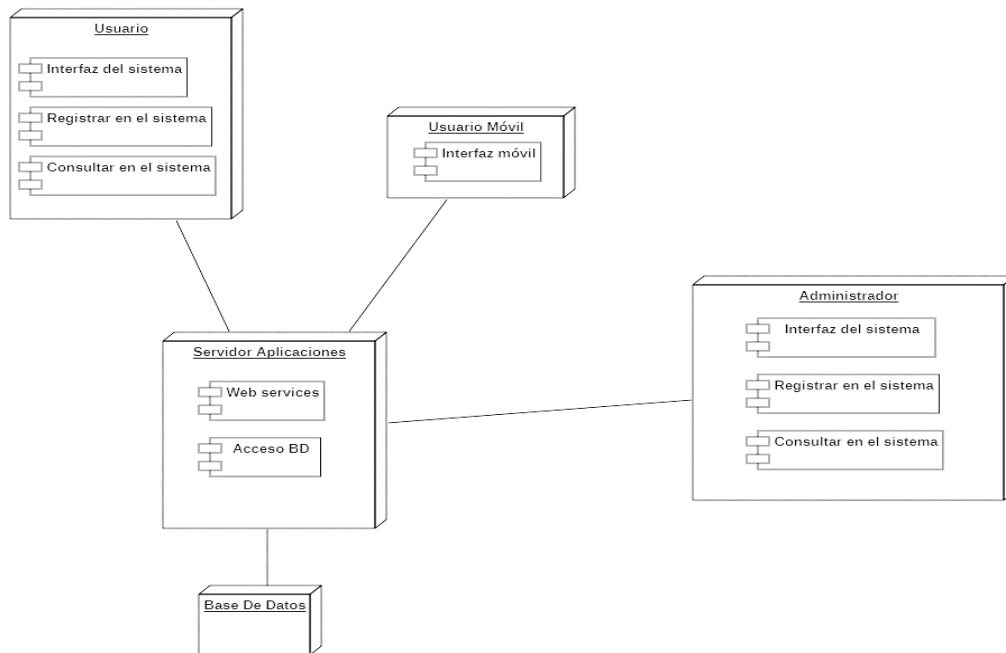 Usuario
Interfaz del sistema
Registrar en el sistema
Consultar en el sistema
Usuario Móvil
Interfaz móvil
Administrador
Interfaz del sistema
Registrar en el sistema
Consultar en el sistema
Servidor Aplicaciones
Web services
Acceso BD
Base De Datos